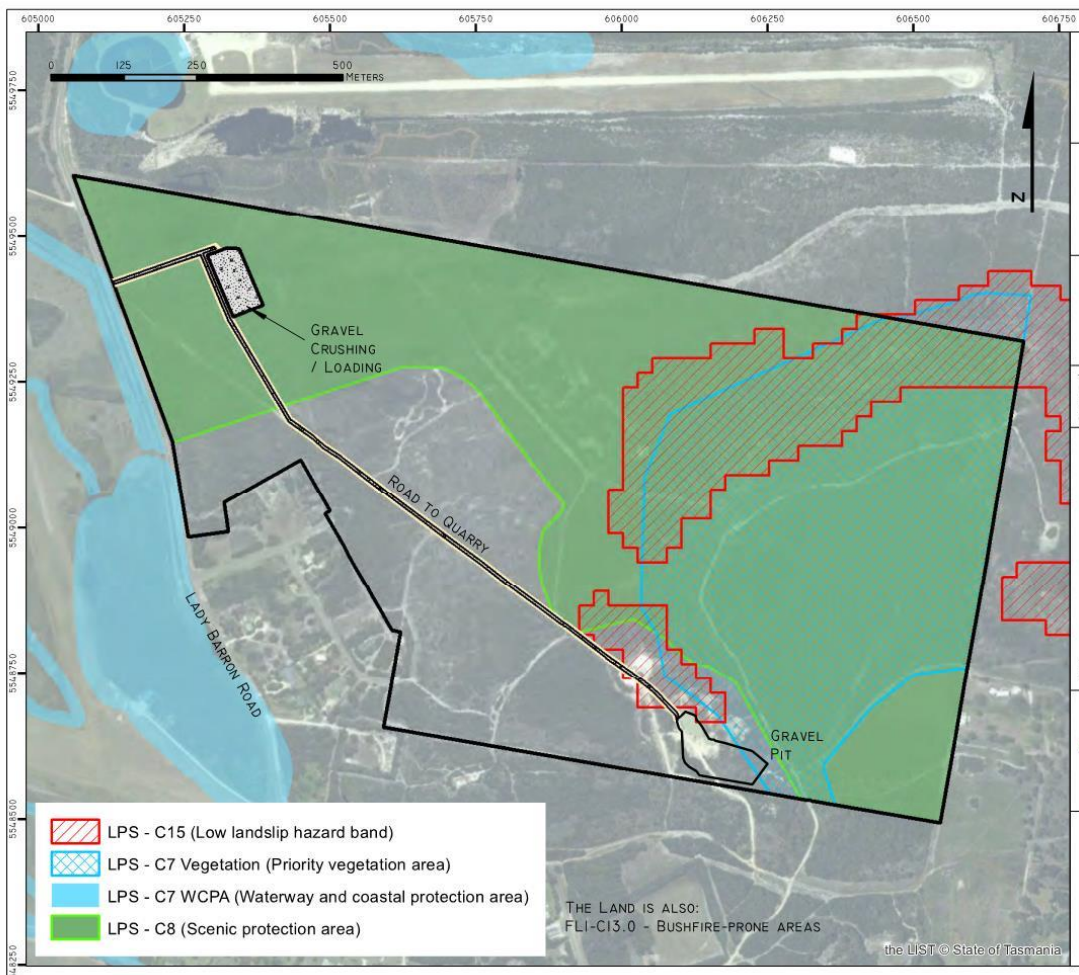 605000
605250
605500
605750
606000
606250
606500
606750
0
125
250
500
METERS
5549750
5549500
5549250
5549000
5548750
5548500
5548250
N
GRAVEL
CRUSHING
/ LOADING
ROAD TO QUARRY
LADY BARRON ROAD
GRAVEL
PIT
LPS - C15 (Low landslip hazard band)
LPS - C7 Vegetation (Priority vegetation area)
LPS - C7 WCPA (Waterway and coastal protection area)
LPS - C8 (Scenic protection area)
THE LAND IS ALSO:
FLI-C13.0 - BUSHFIRE-PRONE AREAS
the LIST © State of Tasmania